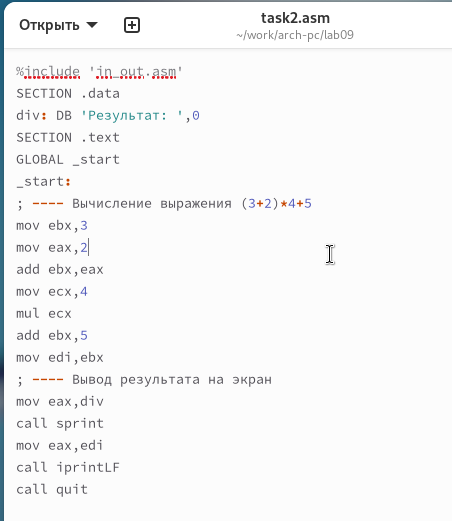 Открыть
task2.asm
~/work/arch-pc/lab09
%include 'in_out.asm'
SECTION .data
div: DB 'Результат: ',0
SECTION .text
GLOBAL _start
_start:
; ---- Вычисление выражения (3+2)*4+5
mov ebx,3
mov eax,2
add ebx,eax
mov ecx,4
mul ecx
add ebx,5
mov edi,ebx
; ---- Вывод результата на экран
mov eax,div
call sprint
mov eax,edi
call iprintLF
call quit